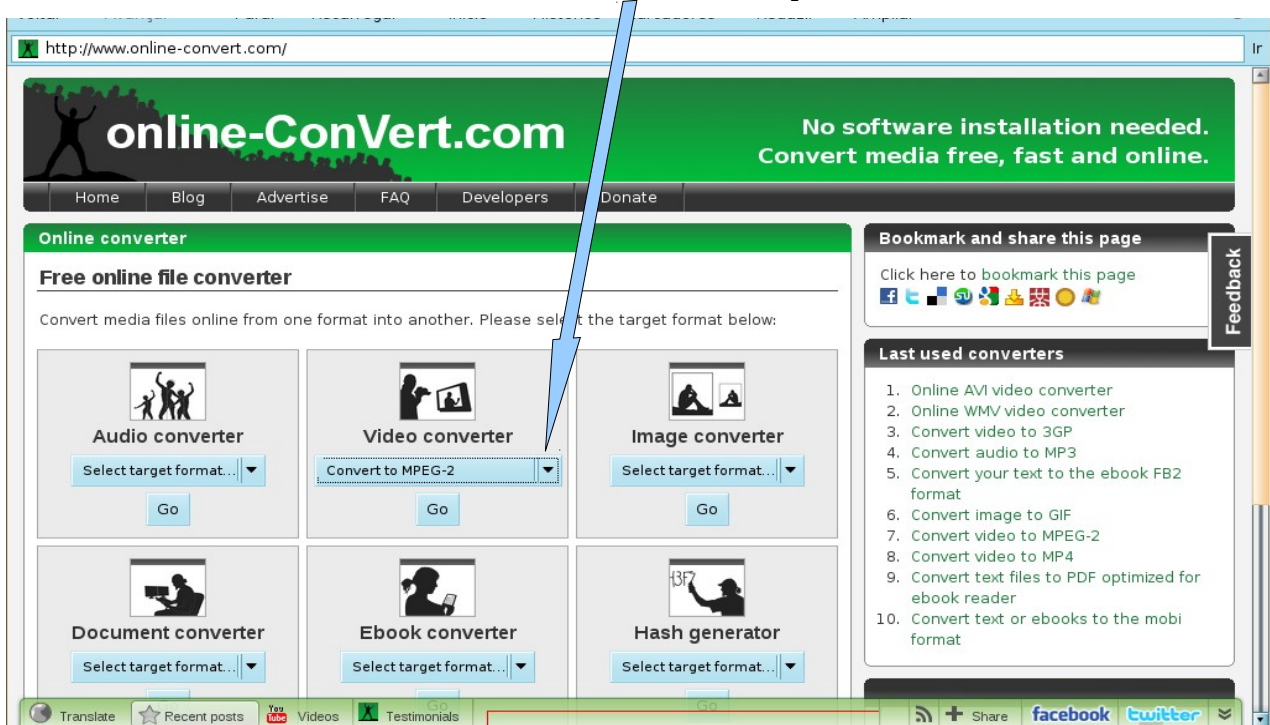 http://www.online-convert.com/
Ir
online-ConVert.com
No software installation needed.
Convert media free, fast and online.
Home Blog Advertise FAQ Developers Donate
Online converter
Free online file converter
Convert media files online from one format into another. Please select the target format below:
Audio converter
Select target format...
Go
Video converter
Convert to MPEG-2
Go
Image converter
Select target format...
Go
Document converter
Select target format...
Ebook converter
Select target format...
Go
Hash generator
H3F7
Select target format...
Go
Bookmark and share this page
Click here to bookmark this page
Feedback
Last used converters
1. Online AVI video converter
2. Online WMV video converter
3. Convert video to 3GP
4. Convert audio to MP3
5. Convert your text to the ebook FB2
format
6. Convert image to GIF
7. Convert video to MPEG-2
8. Convert video to MP4
9. Convert text files to PDF optimized for
ebook reader
10. Convert text or ebooks to the mobi
format
Translate Recent posts You Tube Videos Testimonials Share facebook twitter